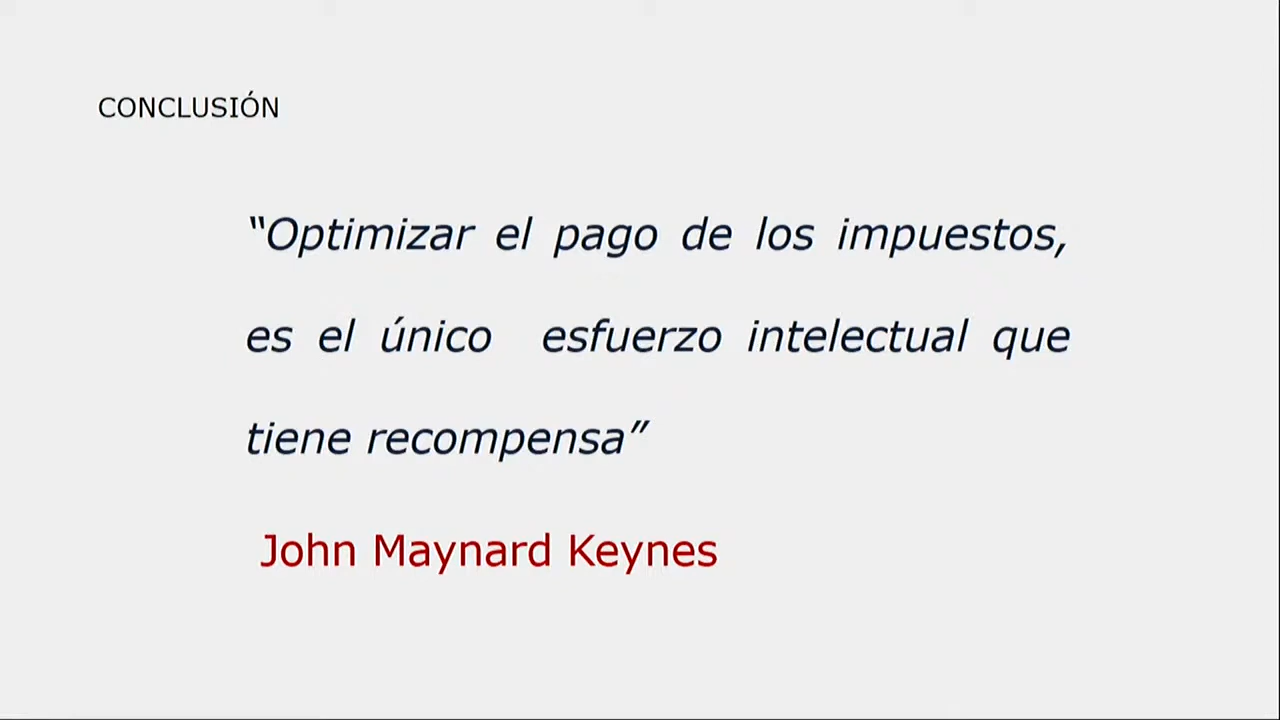 CONCLUSIÓN
“Optimizar el pago de los impuestos,
es el único esfuerzo intelectual que
tiene recompensa”
John Maynard Keynes